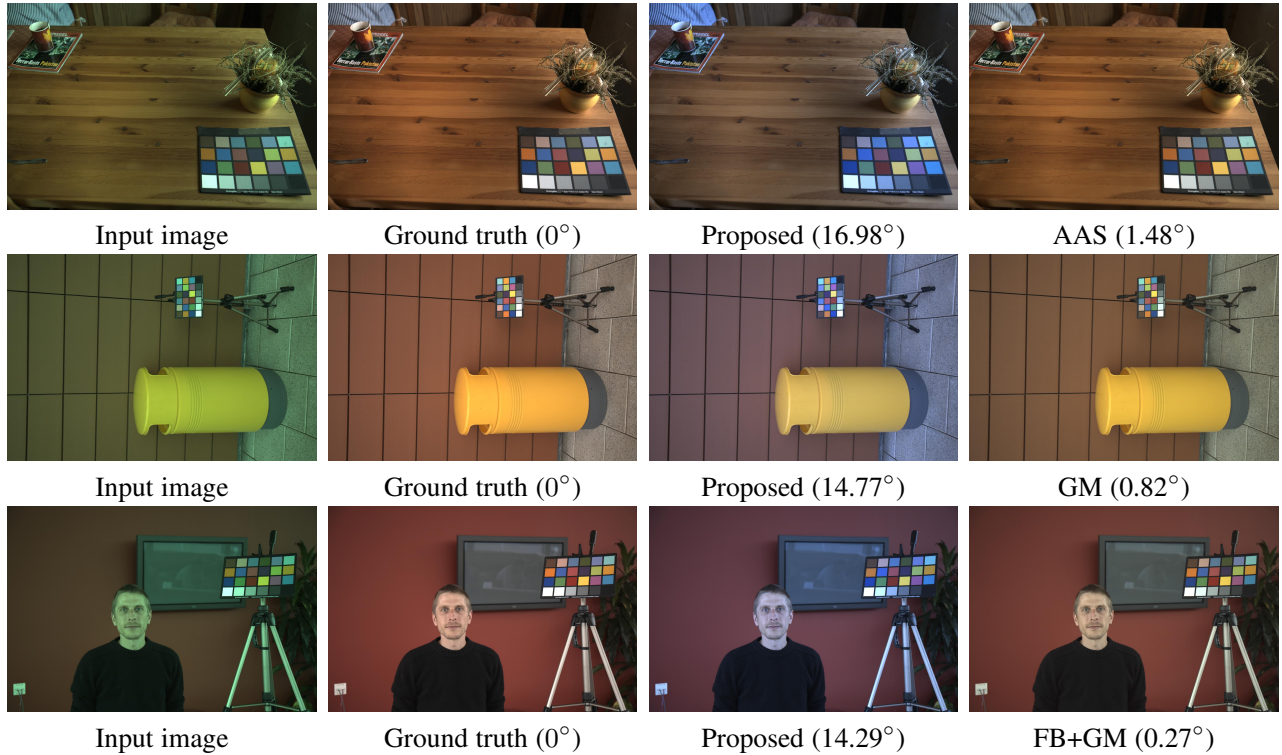 Input image Ground truth (0°) Proposed (16.98°) AAS (1.48°)
Input image Ground truth (0°) Proposed (14.77°) GM (0.82°)
Input image Ground truth (0°) Proposed (14.29°) FB+GM (0.27°)